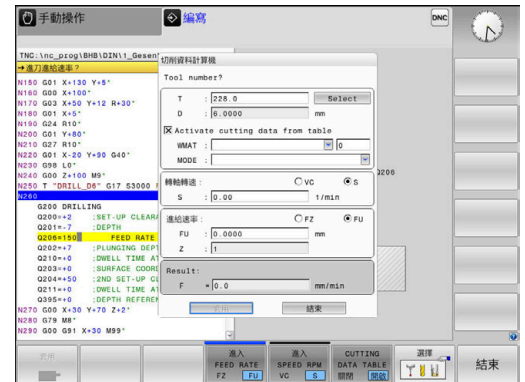 手動操作
編寫
DNC
TNC:\nc_prog\BHB\DIN\1_Gesen
→進刀進給速率?
N150 G01 X+130 Y+5*
N160 G00 X+100*
N170 G03 X+50 Y+12 R+30*
N180 G01 X+5*
N190 G24 R10*
N200 G01 Y+80*
N210 G27 R10*
N220 G01 X-20 Y+90 G40*
N230 G98 L0*
N240 G00 Z+100 M9*
N250 T "DRILL_D6" G17 S3000
N260
G200 DRILLING
Q200=+2 ;SET-UP CLEARA
Q201=-7 ;DEPTH
Q206=150 FEED RATE
Q202=+7 ;PLUNGING DEPT
Q210=+0 ;DWELL TIME AT
Q203=+0 ;SURFACE COORD
Q204=+50 ;2ND SET-UP CL
Q211=+0 ;DWELL TIME AT
Q395=+0 ;DEPTH REFEREN
N270 G00 X+30 Y+70 Z+2*
N280 G79 M8*
N290 G00 G91 X+30 M99*
切削資料計算機
Tool number?
T : 228.0 Select
D : 6.0000 mm
Activate cutting data from table
WMAT : 0
MODE :
轉軸轉速: VC S
S : 0.00 1/min
進給速率: FZ FU
FU : 0.0000 mm
Z : 1
Result:
F = 0.0 mm/min
套用 結束
Q206
套用
進入
FEED RATE
FZ FU
進入
SPEED RPM
VC S
CUTTING
DATA TABLE
關閉 開啟
選擇
結束